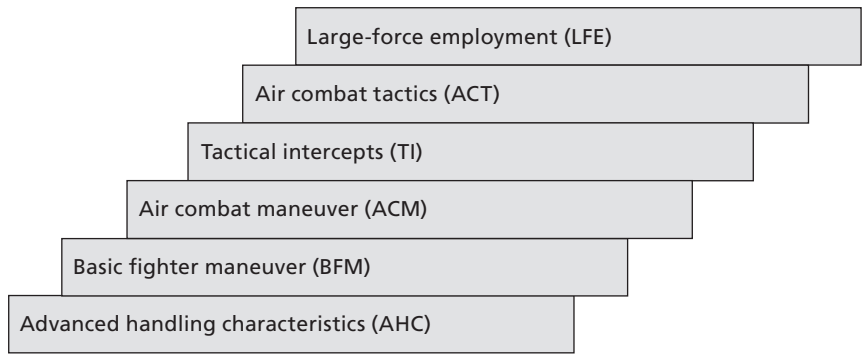 Large-force employment (LFE)
Air combat tactics (ACT)
Tactical intercepts (TI)
Air combat maneuver (ACM)
Basic fighter maneuver (BFM)
Advanced handling characteristics (AHC)